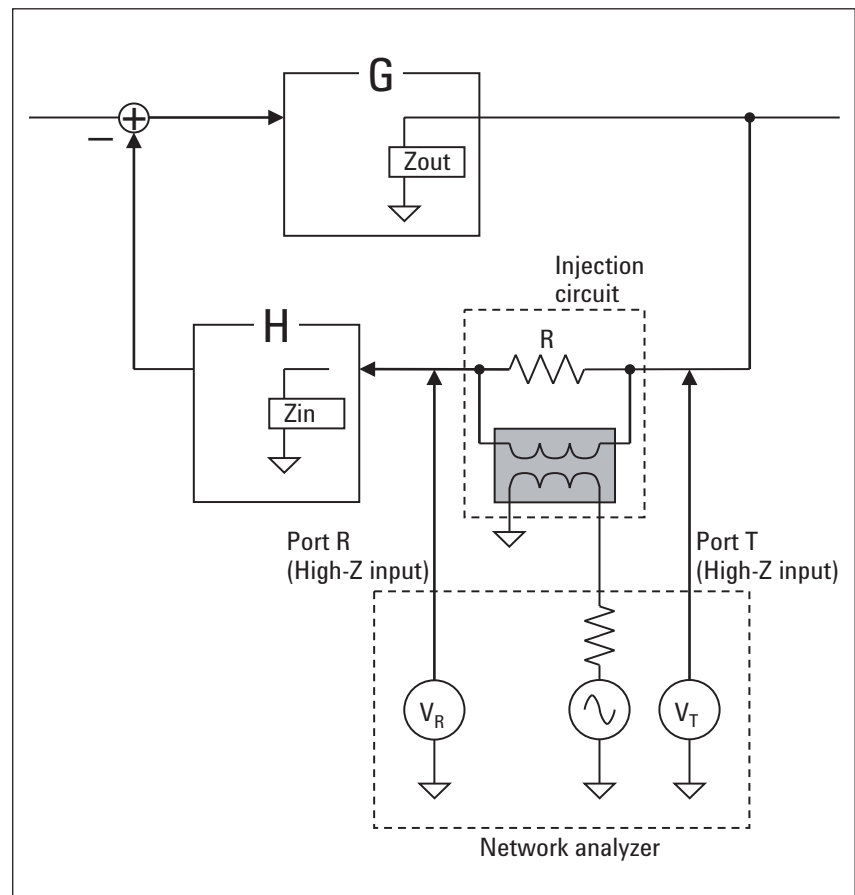 G
+
−
Zout
Injection
circuit
H
R
Zin
Port R
(High-Z input)
Port T
(High-Z input)
VR
VT
Network analyzer